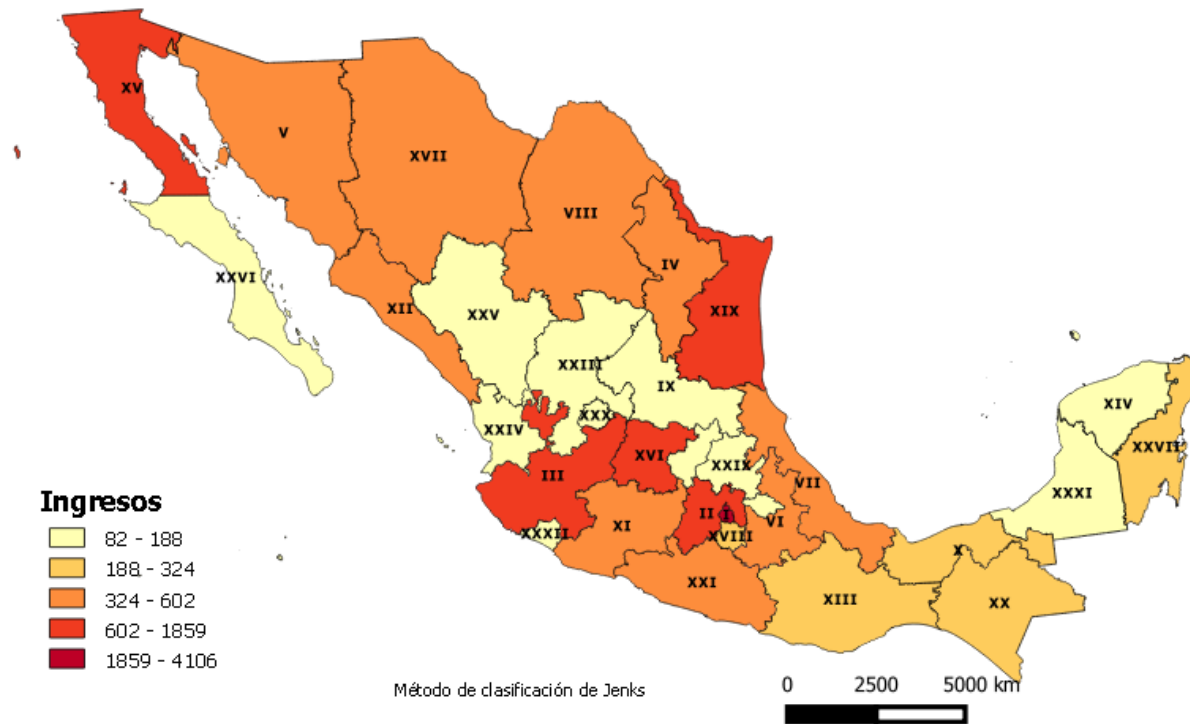 XV
V
XVII
VIII
IV
XXVI
XII
XIX
XXV
XXIII
IX
XXIV
XXX
XIV
XVI
XXIX
XXVII
III
VII
XXXI
II
I
VI
XI
XXXII
XVIII
X
XXI
XIII
XX
Ingresos
82 - 188
188 - 324
324 - 602
602 - 1859
1859 - 4106
Método de clasificación de Jenks
0 2500 5000 km